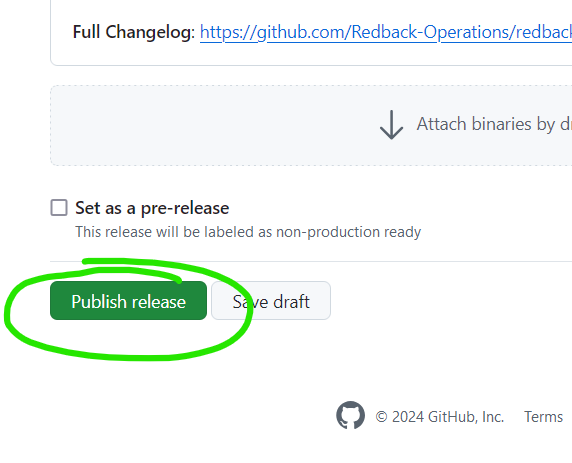 Full Changelog: https://github.com/Redback-Operations/redback
Attach binaries by
Set as a pre-release
This release will be labeled as non-production ready
Publish release Save draft
© 2024 GitHub, Inc. Terms